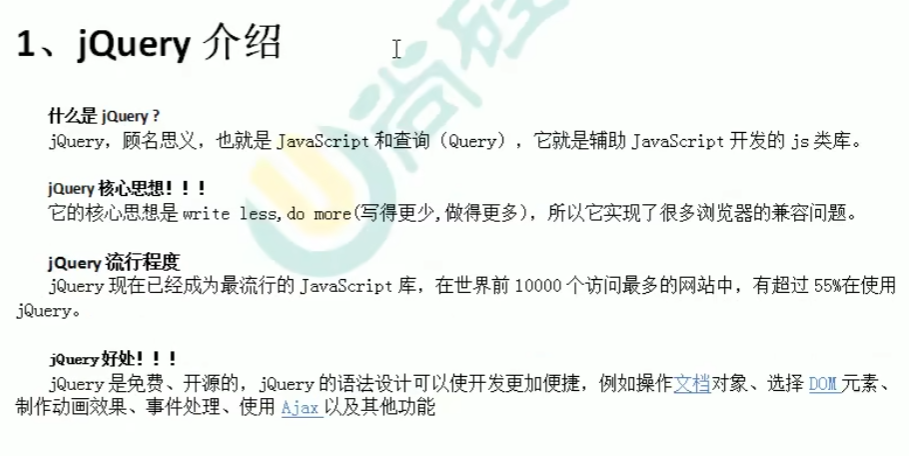 1、jQuery 介绍
什么是 jQuery ?
jQuery，顾名思义，也就是 JavaScript 和查询（Query），它就是辅助 JavaScript 开发的 js 类库。
jQuery 核心思想！！！
它的核心思想是 write less,do more(写得更少,做得更多)，所以它实现了很多浏览器的兼容问题。
jQuery 流行程度
jQuery 现在已经成为最流行的 JavaScript 库，在世界前 10000 个访问最多的网站中，有超过 55%在使用
jQuery。
jQuery 好处！！！
jQuery 是免费、开源的，jQuery 的语法设计可以使开发更加便捷，例如操作文档对象、选择 DOM 元素、
制作动画效果、事件处理、使用 Ajax 以及其他功能